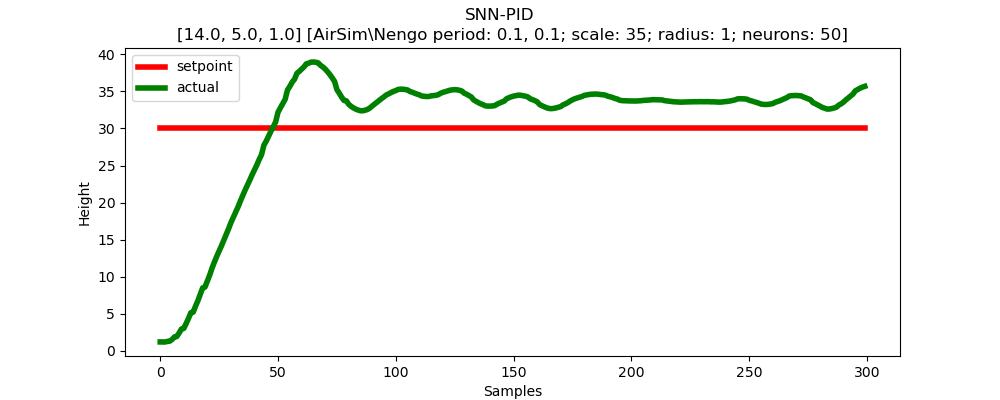 SNN-PID
[14.0, 5.0, 1.0] [AirSim\Nengo period: 0.1, 0.1; scale: 35; radius: 1; neurons: 50]
setpoint
actual
40
35
30
25
20
15
10
5
0
Height
0 50 100 150 200 250 300
Samples